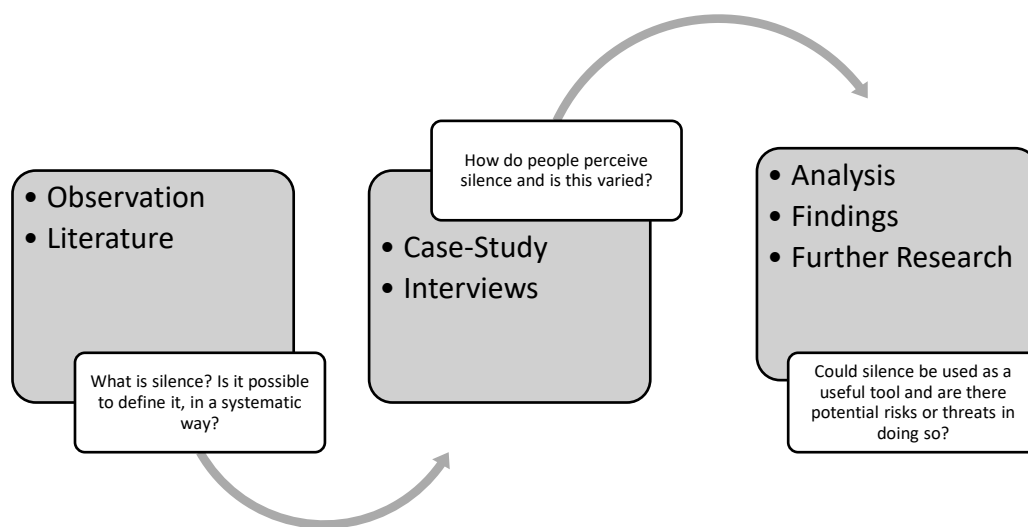 • Observation
• Literature
What is silence? Is it possible
to define it, in a systematic
way?
How do people perceive
silence and is this varied?
• Case-Study
• Interviews
• Analysis
• Findings
• Further Research
Could silence be used as a
useful tool and are there
potential risks or threats in
doing so?